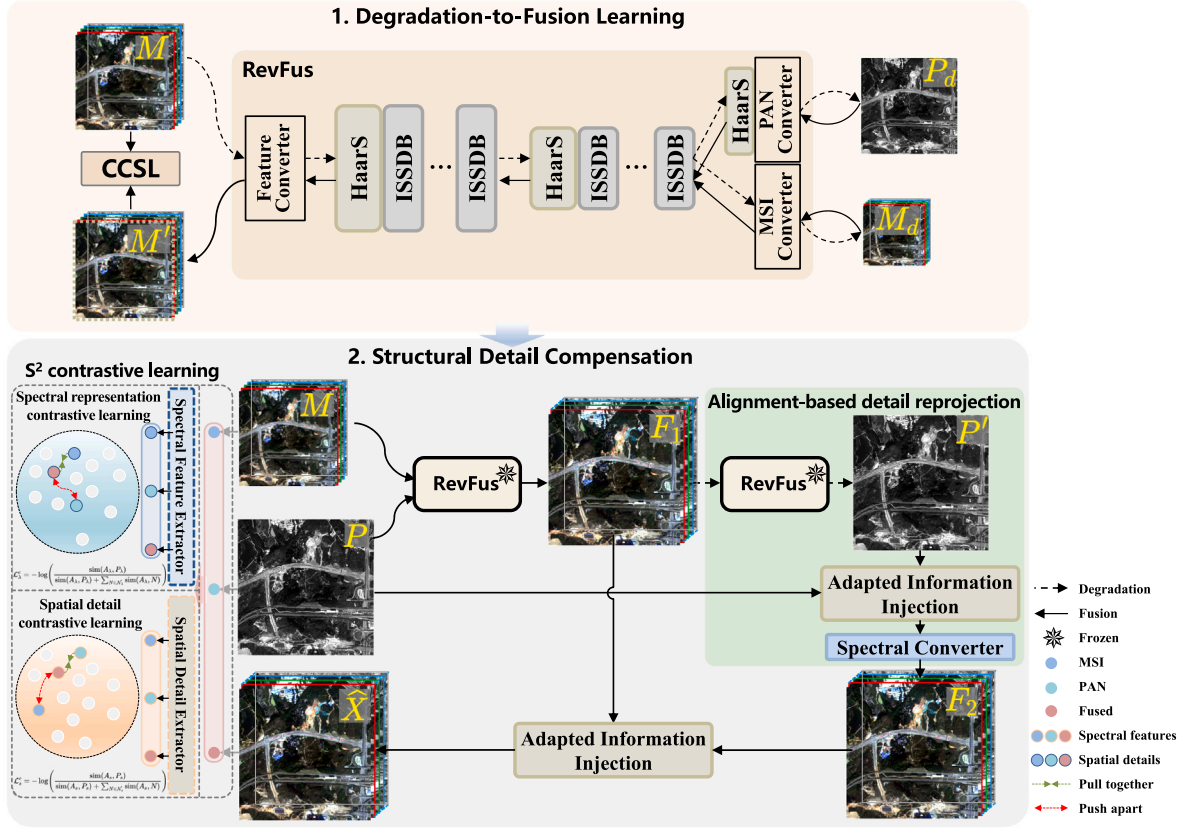 1. Degradation-to-Fusion Learning
M
CCSL
M′
RevFus
Feature
Converter
HaarS
ISSDB
...
ISSDB
HaarS
ISSDB
...
ISSDB
HaarS
PAN
Converter
MSI
Converter
P_d
M_d
2. Structural Detail Compensation
S² contrastive learning
Spectral representation
contrastive learning
Spectral Feature Extractor
Spatial detail
contrastive learning
Spatial Detail Extractor
M
P
RevFus
F₁
Alignment-based detail reprojection
RevFus
P′
Adapted Information
Injection
Spectral Converter
F₂
Adapted Information
Injection
X̂
Degradation
Fusion
Frozen
MSI
PAN
Fused
Spectral features
Spatial details
Pull together
Push apart